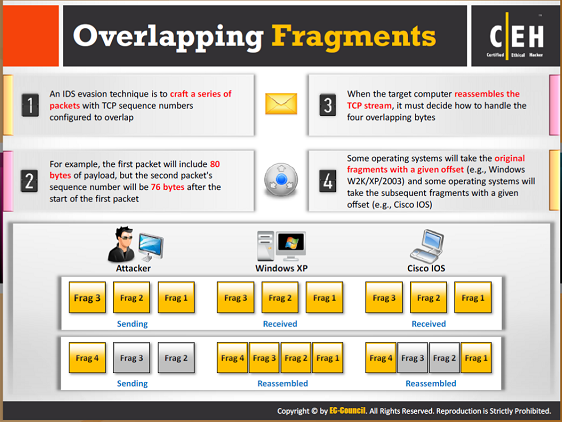 Overlapping Fragments
C|EH
Certified Ethical Hacker
1
An IDS evasion technique is to craft a series of
packets with TCP sequence numbers
configured to overlap
3
When the target computer reassembles the
TCP stream, it must decide how to handle the
four overlapping bytes
2
For example, the first packet will include 80
bytes of payload, but the second packet's
sequence number will be 76 bytes after the
start of the first packet
4
Some operating systems will take the original
fragments with a given offset (e.g., Windows
W2K/XP/2003) and some operating systems will
take the subsequent fragments with a given
offset (e.g., Cisco IOS)
Attacker
Windows XP
Cisco IOS
Frag 3 Frag 2 Frag 1
Frag 3 Frag 2 Frag 1
Frag 3 Frag 2 Frag 1
Sending
Received
Received
Frag 4 Frag 3 Frag 2
Frag 4 Frag 3 Frag 2 Frag 1
Frag 4 Frag 3 Frag 2 Frag 1
Sending
Reassembled
Reassembled
Copyright © by EC-Council. All Rights Reserved. Reproduction is Strictly Prohibited.